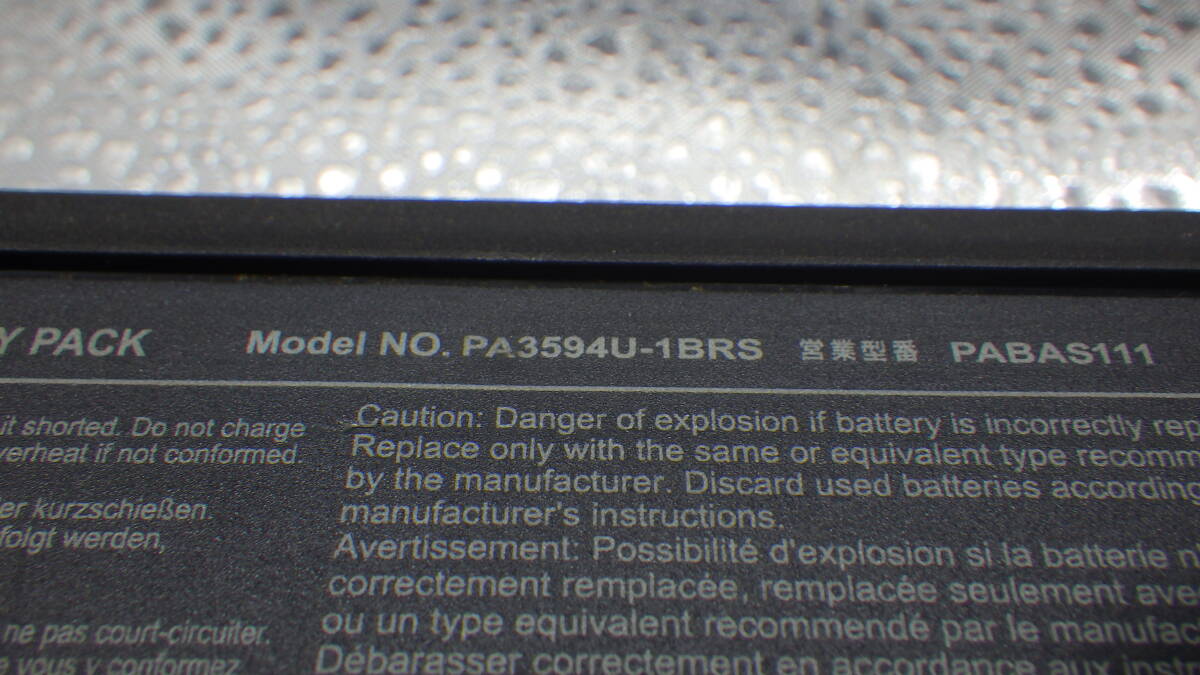 Y PACK Model NO. PA3594U-1BRS 営業型番 PABAS111
it shorted. Do not charge
verheat if not conformed.
er kurzschießen.
folgt werden,
ne pas court-circuiter.
vous y conformez
Caution: Danger of explosion if battery is incorrectly rep
Replace only with the same or equivalent type recomm
by the manufacturer. Discard used batteries according
manufacturer's instructions.
Avertissement: Possibilité d'explosion si la batterie n
correctement remplacée, remplacée seulement ave
ou un type equivalent recommendé par le manufac
Débarasser correctement en accordance aux instr